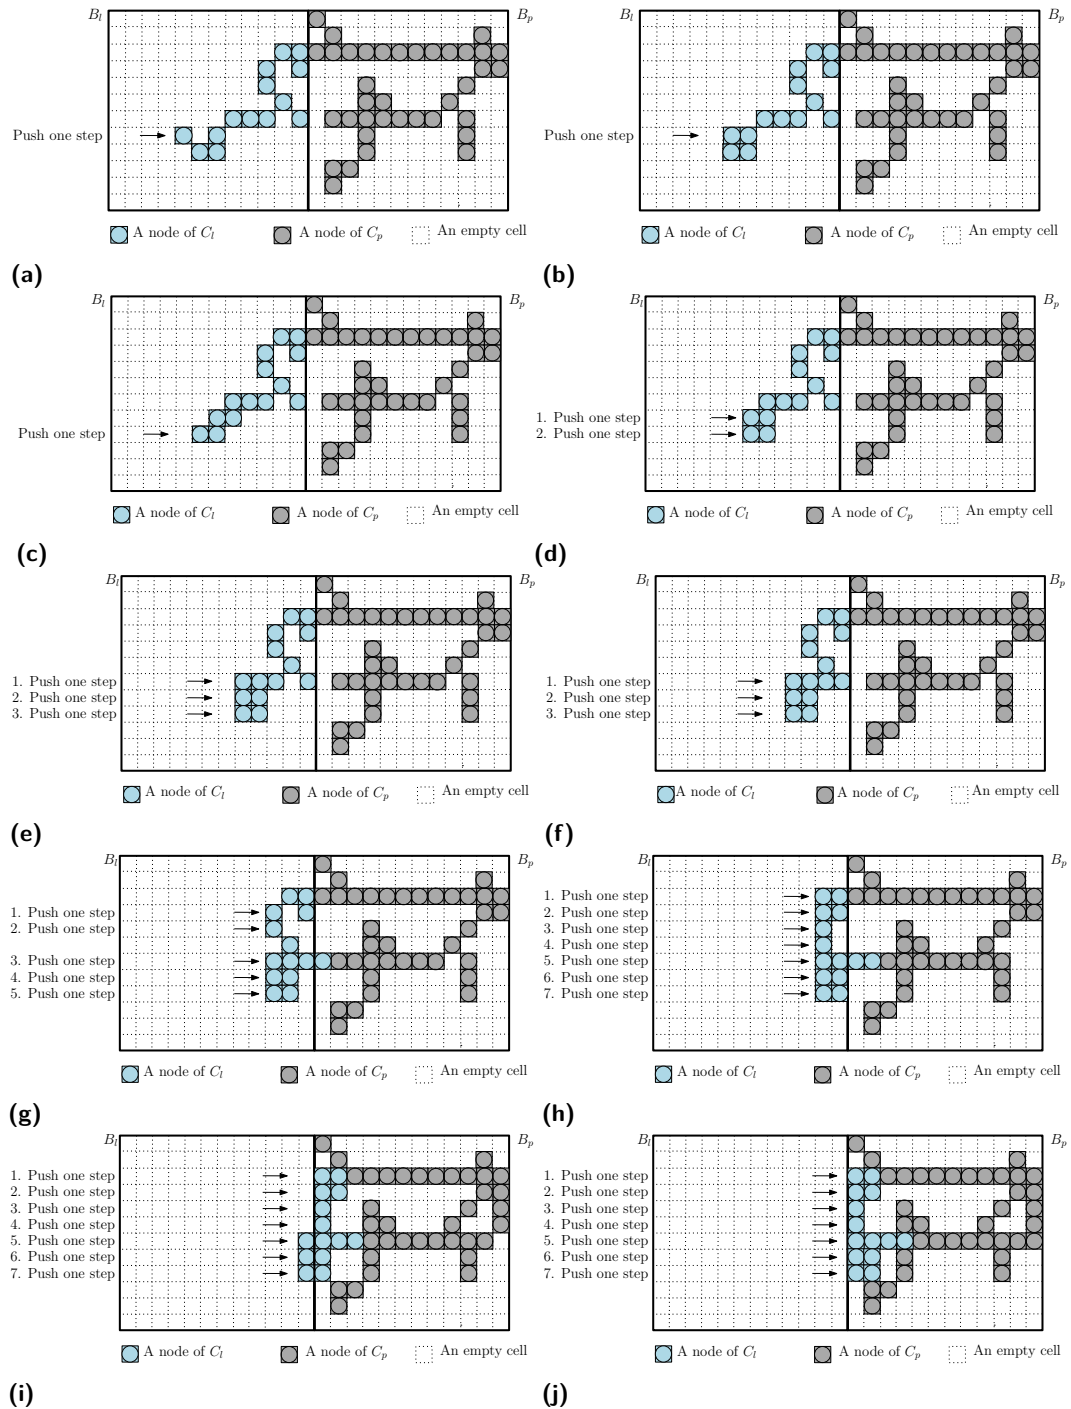 B_l B_p B_l B_p
Push one step Push one step
A node of C_l A node of C_p An empty cell A node of C_l A node of C_p An empty cell
(a) (b)
B_l B_p B_l B_p
1. Push one step
Push one step 2. Push one step
A node of C_l A node of C_p An empty cell A node of C_l A node of C_p An empty cell
(c) (d)
B_l B_p B_l B_p
1. Push one step 1. Push one step
2. Push one step 2. Push one step
3. Push one step 3. Push one step
A node of C_l A node of C_p An empty cell A node of C_l A node of C_p An empty cell
(e) (f)
B_l B_p B_l B_p
1. Push one step
1. Push one step 2. Push one step
2. Push one step 3. Push one step
4. Push one step
3. Push one step 5. Push one step
4. Push one step 6. Push one step
5. Push one step 7. Push one step
A node of C_l A node of C_p An empty cell A node of C_l A node of C_p An empty cell
(g) (h)
B_l B_p B_l B_p
1. Push one step 1. Push one step
2. Push one step 2. Push one step
3. Push one step 3. Push one step
4. Push one step 4. Push one step
5. Push one step 5. Push one step
6. Push one step 6. Push one step
7. Push one step 7. Push one step
A node of C_l A node of C_p An empty cell A node of C_l A node of C_p An empty cell
(i) (j)